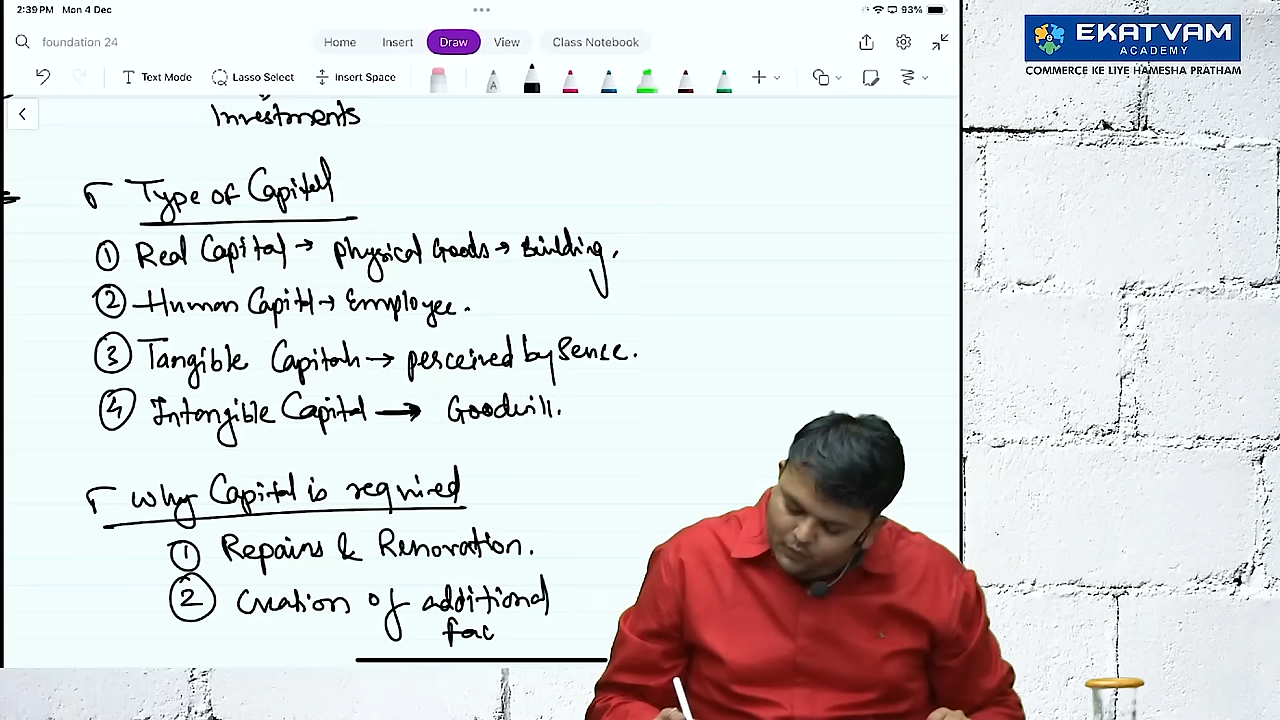 2:39 PM Mon 4 Dec
93%
foundation 24
Home Insert Draw View Class Notebook
Text Mode Lasso Select Insert Space
EKATVAM
ACADEMY
COMMERCE KE LIYE HAMESHA PRATHAM
Investments
Type of Capital
① Real Capital → physical Goods → Building.
② Human Capital → Employee.
③ Tangible Capital → perceived by Sense.
④ Intangible Capital → Goodwill.
Why Capital is required
① Repairs & Renovation.
② Creation of additional
fac